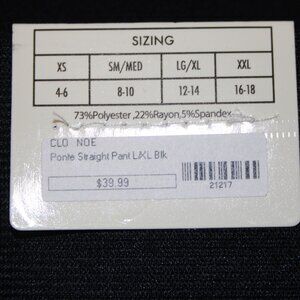 SIZING
XS SM/MED LG/XL XXL
4-6 8-10 12-14 16-18
73%Polyester ,22%Rayon,5%Spandex
CLO NOE
Ponte Straight Pant L/XL Blk
$39.99
21217